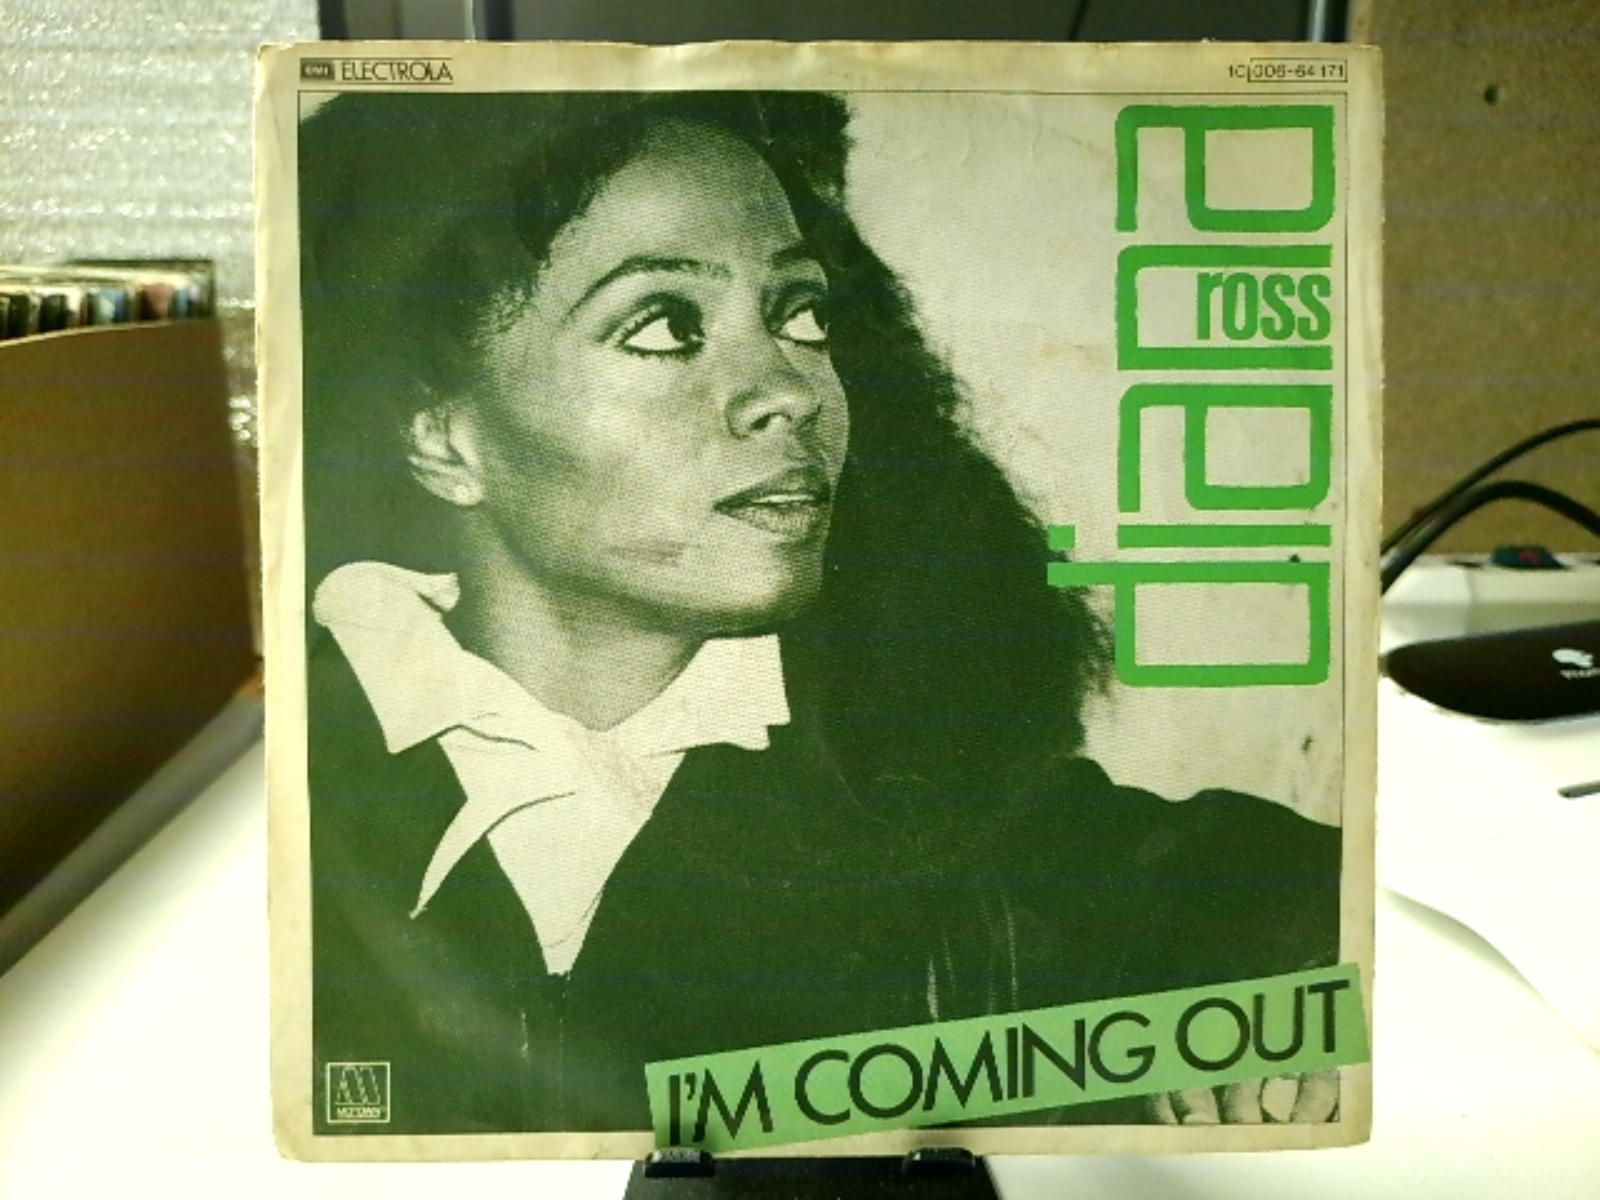 EMI ELECTROLA
1C 006-64 171
diana
ross
I'M COMING OUT
MOTOWN